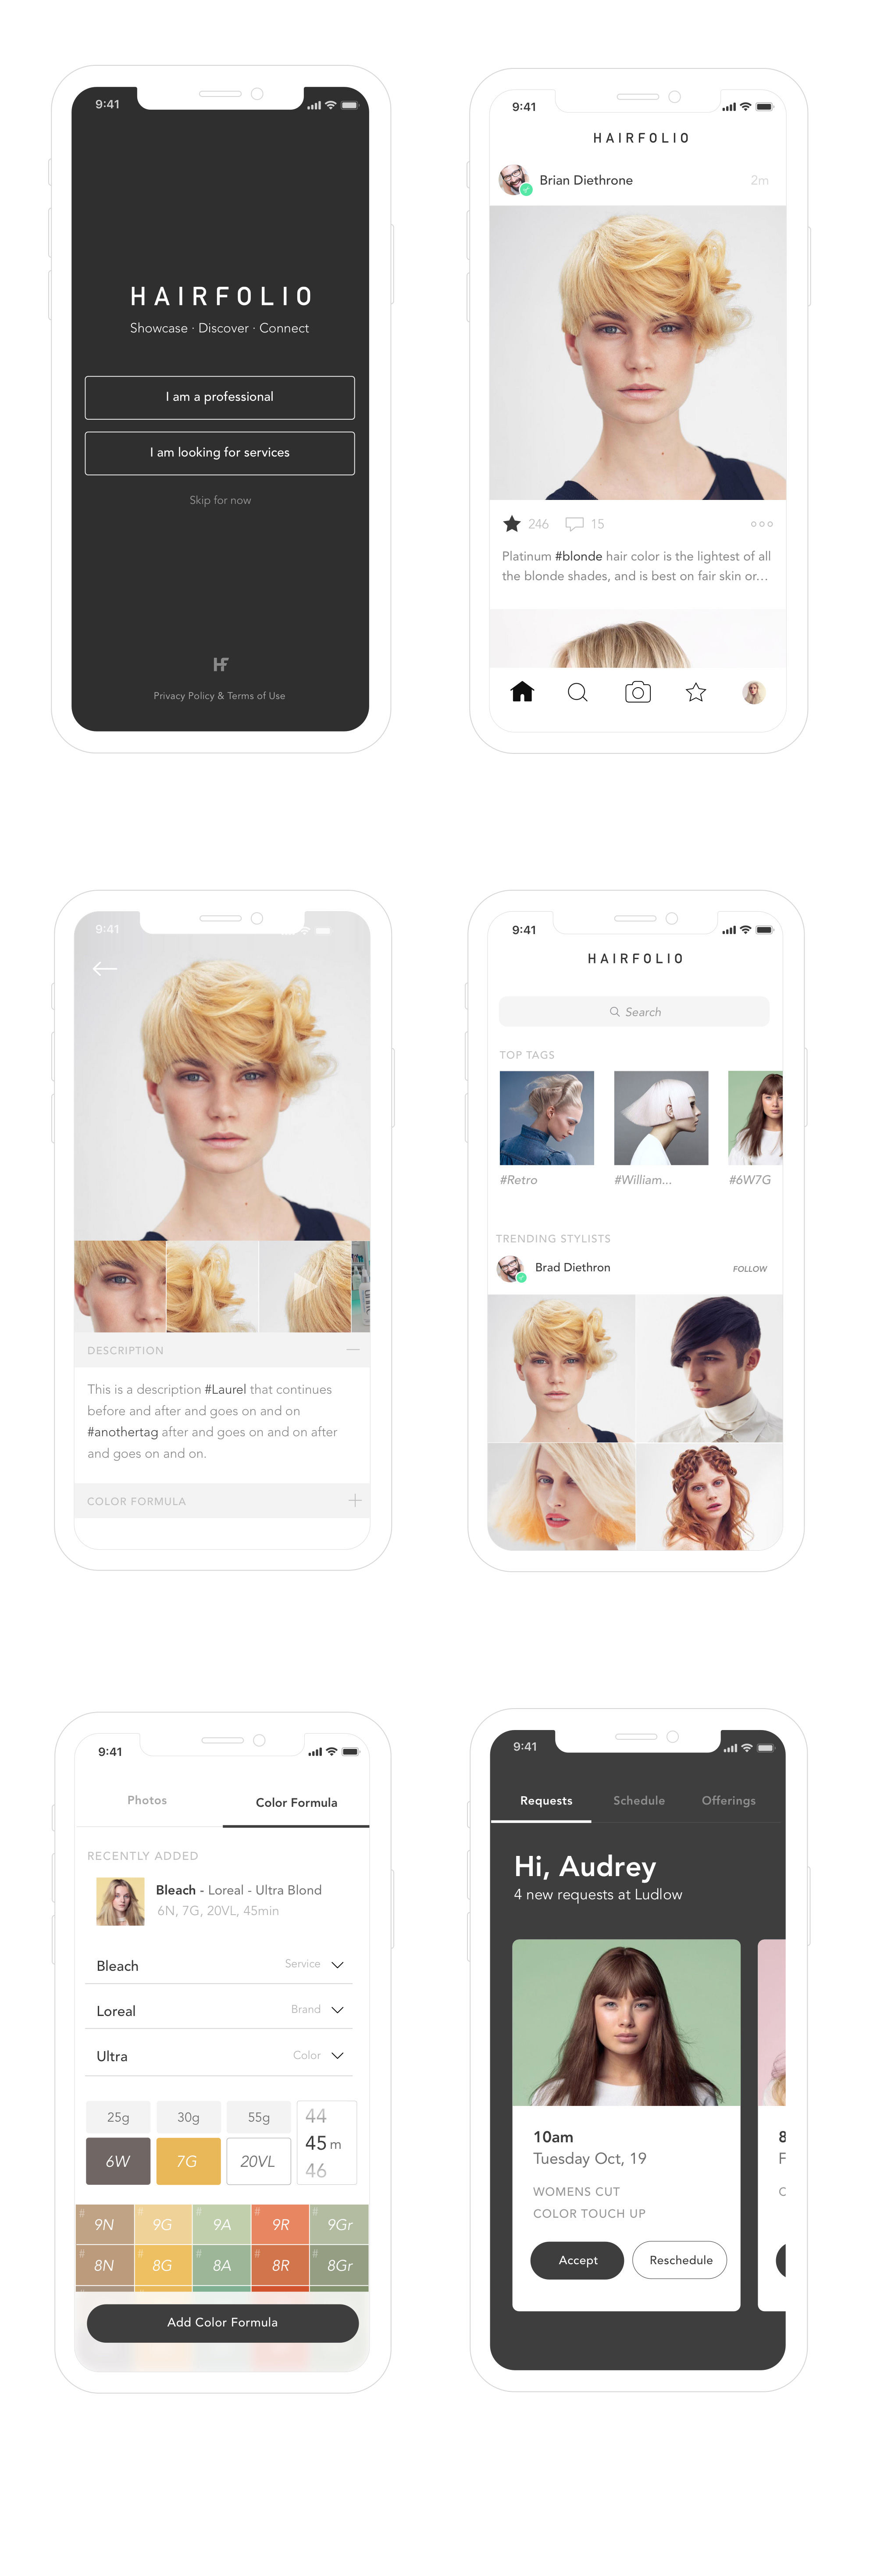 9:41
HAIRFOLIO
Showcase · Discover · Connect
I am a professional
I am looking for services
Skip for now
HF
Privacy Policy & Terms of Use
9:41
HAIRFOLIO
Brian Diethrone
2m
246
15
Platinum #blonde hair color is the lightest of all
the blonde shades, and is best on fair skin or...
9:41
DESCRIPTION
This is a description #Laurel that continues
before and after and goes on and on
#anothertag after and goes on and on after
and goes on and on.
COLOR FORMULA
9:41
HAIRFOLIO
Search
TOP TAGS
#Retro
#William...
#6W7G
TRENDING STYLISTS
Brad Diethron
FOLLOW
9:41
Photos
Color Formula
RECENTLY ADDED
Bleach - Loreal - Ultra Blond
6N, 7G, 20VL, 45min
Bleach
Service
Loreal
Brand
Ultra
Color
25g
30g
55g
44
45 m
46
6W
7G
20VL
# 9N
# 9G
# 9A
# 9R
# 9Gr
# 8N
# 8G
# 8A
# 8R
# 8Gr
Add Color Formula
9:41
Requests
Schedule
Offerings
Hi, Audrey
4 new requests at Ludlow
10am
Tuesday Oct, 19
WOMENS CUT
COLOR TOUCH UP
Accept
Reschedule
8
F